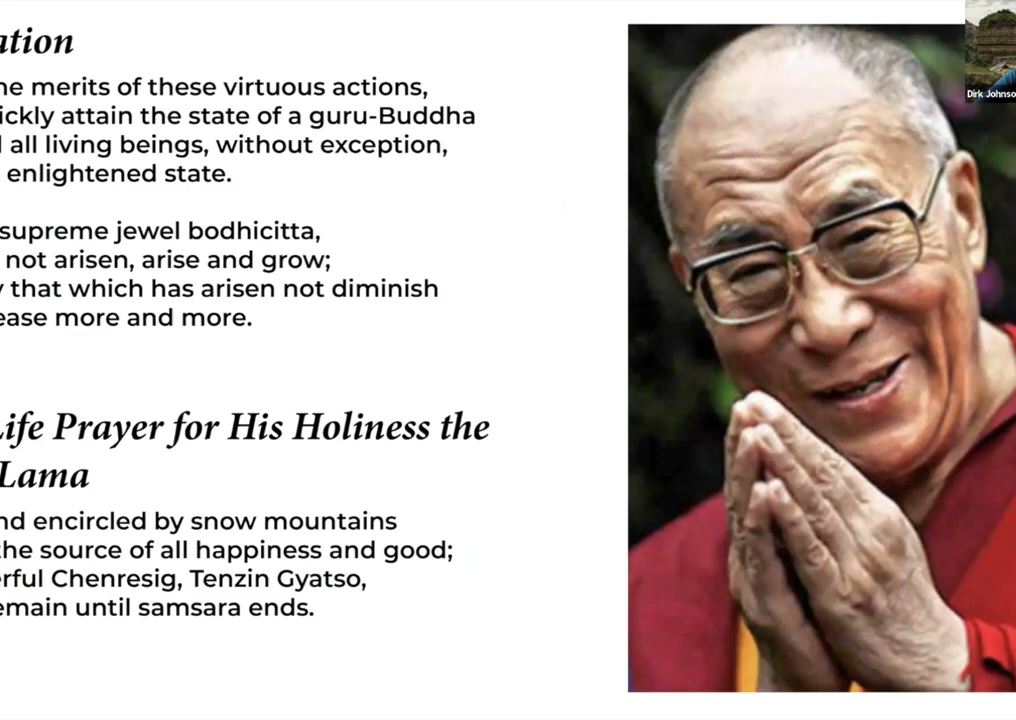 ation
he merits of these virtuous actions,
ickly attain the state of a guru-Buddha
l all living beings, without exception,
enlightened state.
supreme jewel bodhicitta,
not arisen, arise and grow;
y that which has arisen not diminish
ease more and more.
Life Prayer for His Holiness the
Lama
nd encircled by snow mountains
the source of all happiness and good;
erful Chenresig, Tenzin Gyatso,
emain until samsara ends.
Dirk Johnso